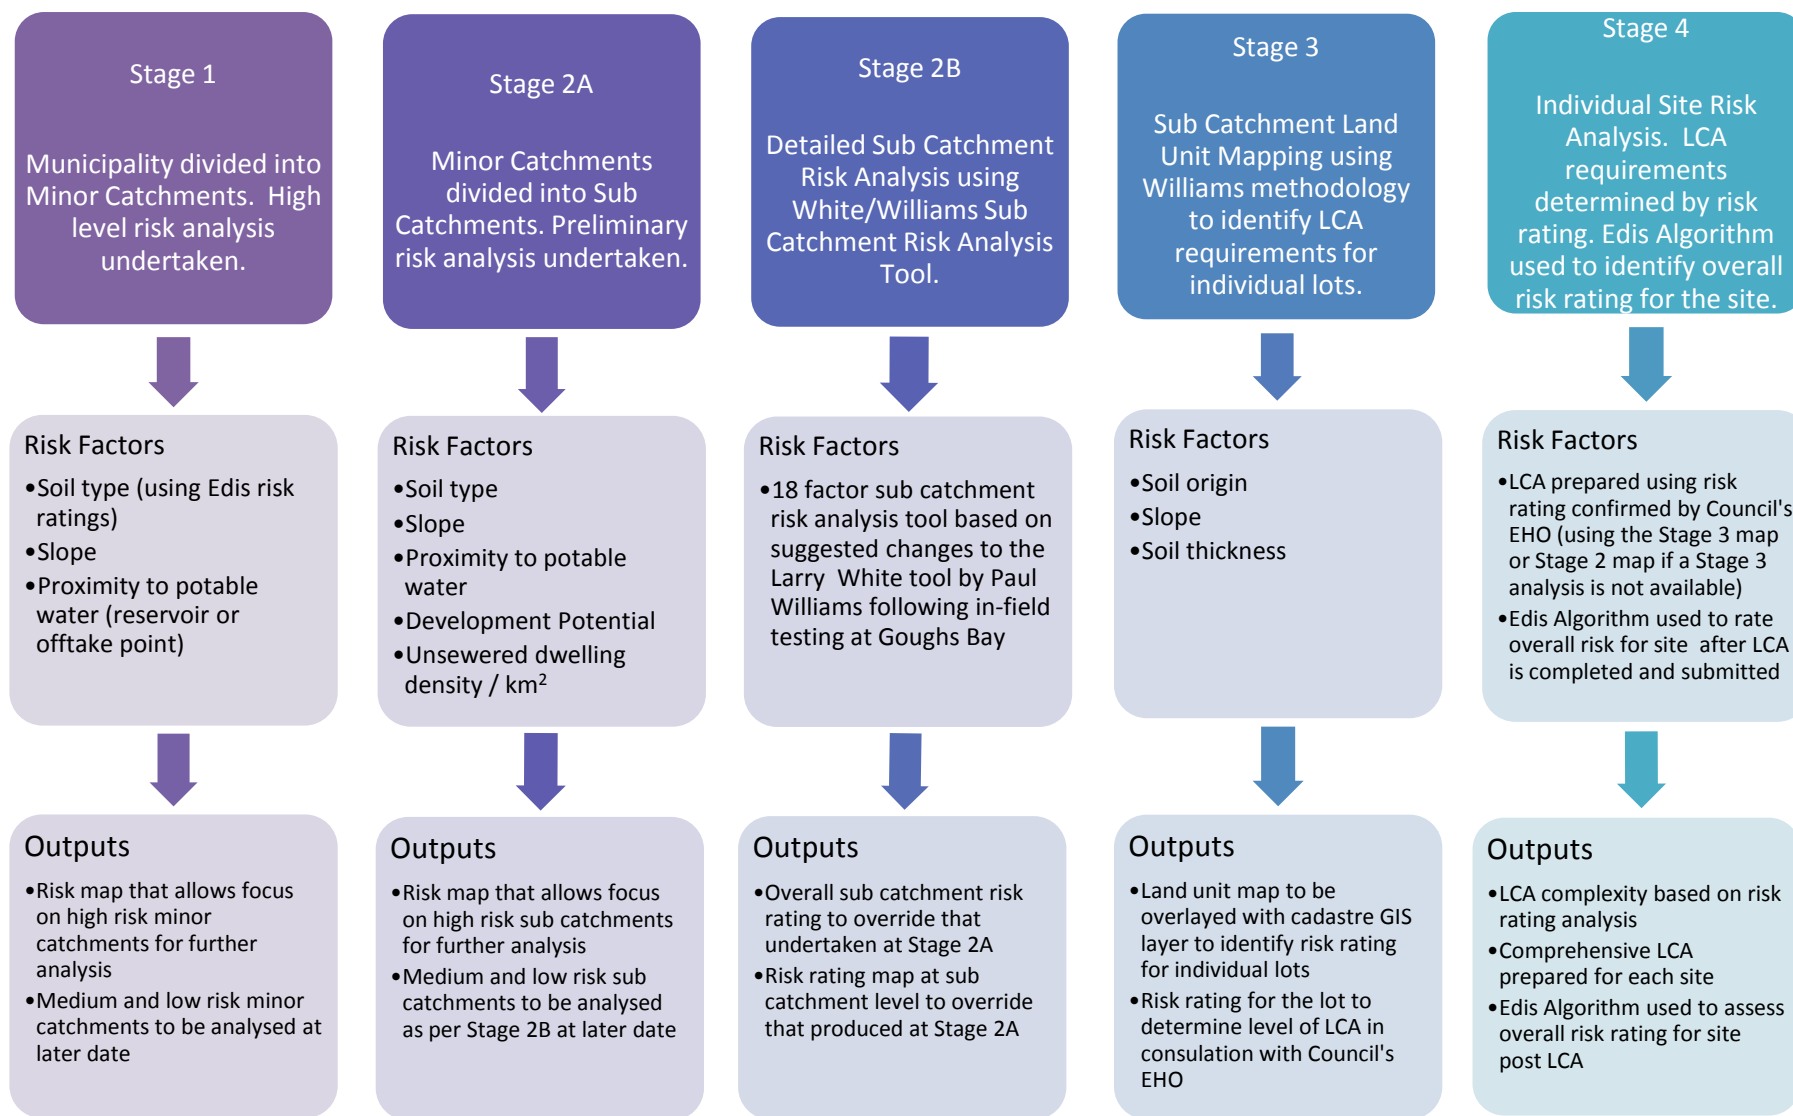 Stage 1
Municipality divided into
Minor Catchments.  High
level risk analysis
undertaken.
Risk Factors
•Soil type (using Edis risk
ratings)
•Slope
•Proximity to potable
water (reservoir or
offtake point)
Outputs
•Risk map that allows focus
on high risk minor
catchments for further
analysis
•Medium and low risk minor
catchments to be analysed at
later date
Stage 2A
Minor Catchments
divided into Sub
Catchments. Preliminary
risk analysis undertaken.
Risk Factors
•Soil type
•Slope
•Proximity to potable
water
•Development Potential
•Unsewered dwelling
density / km²
Outputs
•Risk map that allows focus
on high risk sub catchments
for further analysis
•Medium and low risk sub
catchments to be analysed
as per Stage 2B at later date
Stage 2B
Detailed Sub Catchment
Risk Analysis using
White/Williams Sub
Catchment Risk Analysis
Tool.
Risk Factors
•18 factor sub catchment
risk analysis tool based on
suggested changes to the
Larry  White tool by Paul
Williams following in-field
testing at Goughs Bay
Outputs
•Overall sub catchment risk
rating to override that
undertaken at Stage 2A
•Risk rating map at sub
catchment level to override
that produced at Stage 2A
Stage 3
Sub Catchment Land
Unit Mapping using
Williams methodology
to identify LCA
requirements for
individual lots.
Risk Factors
•Soil origin
•Slope
•Soil thickness
Outputs
•Land unit map to be
overlayed with cadastre GIS
layer to identify risk rating
for individual lots
•Risk rating for the lot to
determine level of LCA in
consulation with Council's
EHO
Stage 4
Individual Site Risk
Analysis.  LCA
requirements
determined by risk
rating. Edis Algorithm
used to identify overall
risk rating for the site.
Risk Factors
•LCA prepared using risk
rating confirmed by Council's
EHO (using the Stage 3 map
or Stage 2 map if a Stage 3
analysis is not available)
•Edis Algorithm used to rate
overall risk for site  after LCA
is completed and submitted
Outputs
•LCA complexity based on risk
rating analysis
•Comprehensive LCA
prepared for each site
•Edis Algorithm used to assess
overall risk rating for site
post LCA